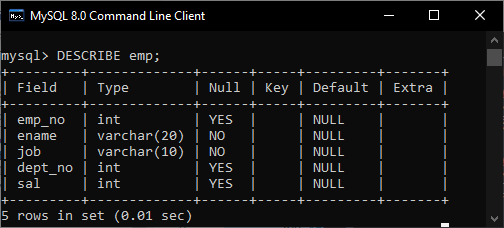 MySQL 8.0 Command Line Client
mysql> DESCRIBE emp;
+---------+-------------+------+-----+---------+-------+
| Field   | Type        | Null | Key | Default | Extra |
+---------+-------------+------+-----+---------+-------+
| emp_no  | int         | YES  |     | NULL    |       |
| ename   | varchar(20) | NO   |     | NULL    |       |
| job     | varchar(10) | NO   |     | NULL    |       |
| dept_no | int         | YES  |     | NULL    |       |
| sal     | int         | YES  |     | NULL    |       |
+---------+-------------+------+-----+---------+-------+
5 rows in set (0.01 sec)